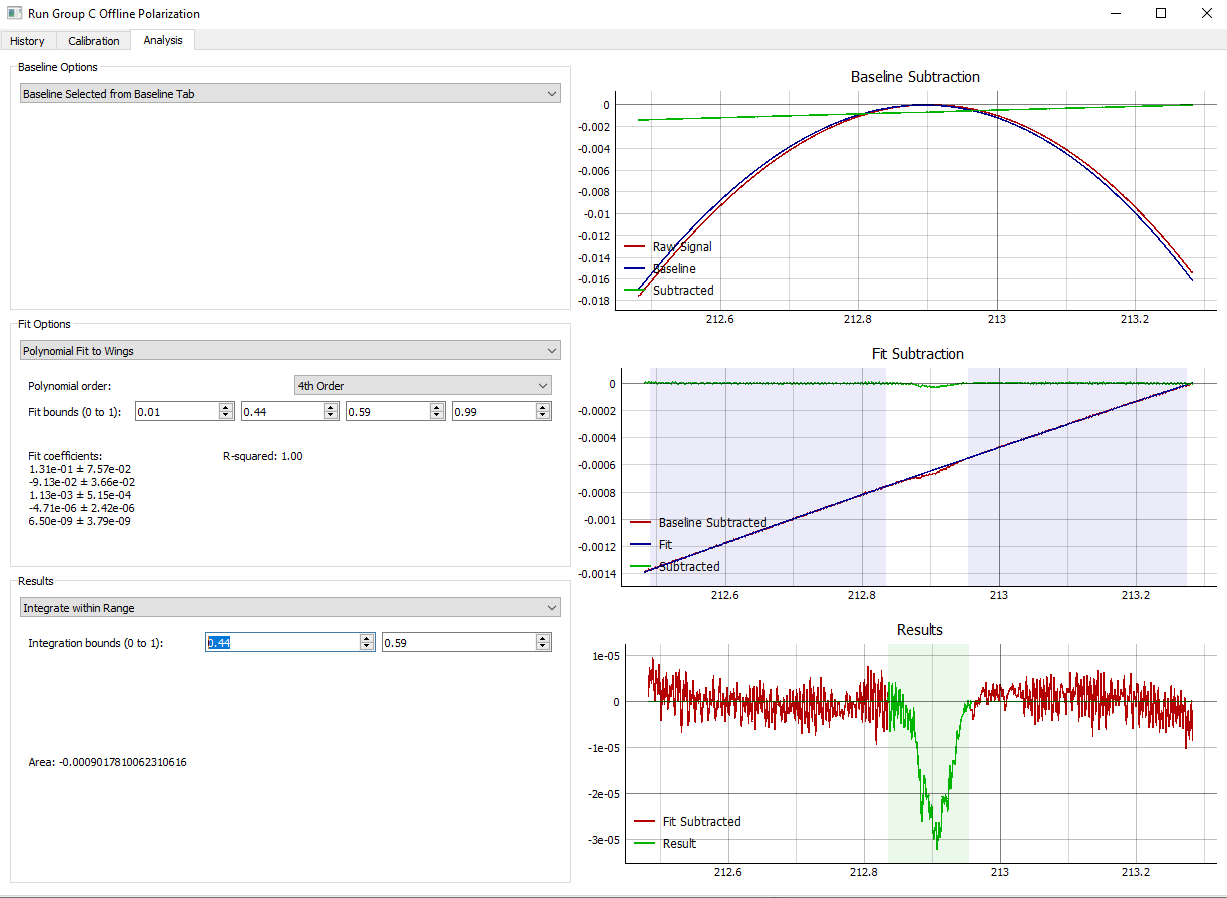 Run Group C Offline Polarization
History Calibration Analysis
Baseline Options
Baseline Selected from Baseline Tab
Fit Options
Polynomial Fit to Wings
Polynomial order: 4th Order
Fit bounds (0 to 1): 0.01 0.44 0.59 0.99
Fit coefficients: R-squared: 1.00
1.31e-01 ± 7.57e-02
-9.13e-02 ± 3.66e-02
1.13e-03 ± 5.15e-04
-4.71e-06 ± 2.42e-06
6.50e-09 ± 3.79e-09
Results
Integrate within Range
Integration bounds (0 to 1): 0.44 0.59
Area: -0.0009017810062310616
Baseline Subtraction
0
-0.002
-0.004
-0.006
-0.008
-0.01
-0.012
-0.014
-0.016
-0.018
Raw Signal
Baseline
Subtracted
212.6 212.8 213 213.2
Fit Subtraction
0
-0.0002
-0.0004
-0.0006
-0.0008
-0.001
-0.0012
-0.0014
Baseline Subtracted
Fit
Subtracted
212.6 212.8 213 213.2
Results
1e-05
0
-1e-05
-2e-05
-3e-05
Fit Subtracted
Result
212.6 212.8 213 213.2